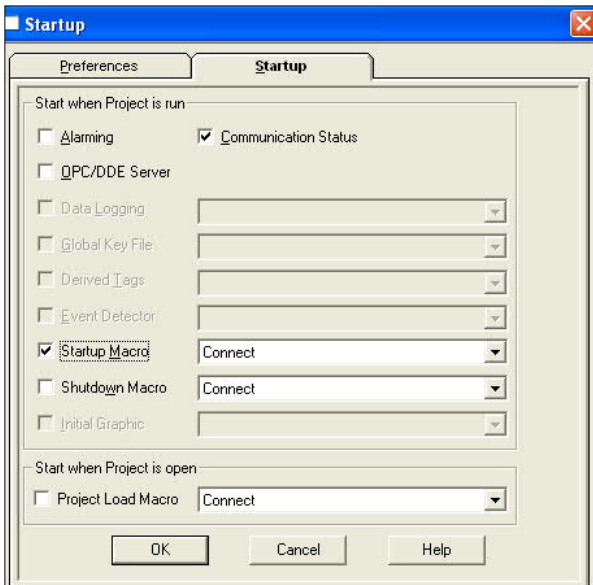 Startup
Preferences Startup
Start when Project is run
Alarming Communication Status
OPC/DDE Server
Data Logging
Global Key File
Derived Tags
Event Detector
Startup Macro Connect
Shutdown Macro Connect
Initial Graphic
Start when Project is open
Project Load Macro Connect
OK Cancel Help